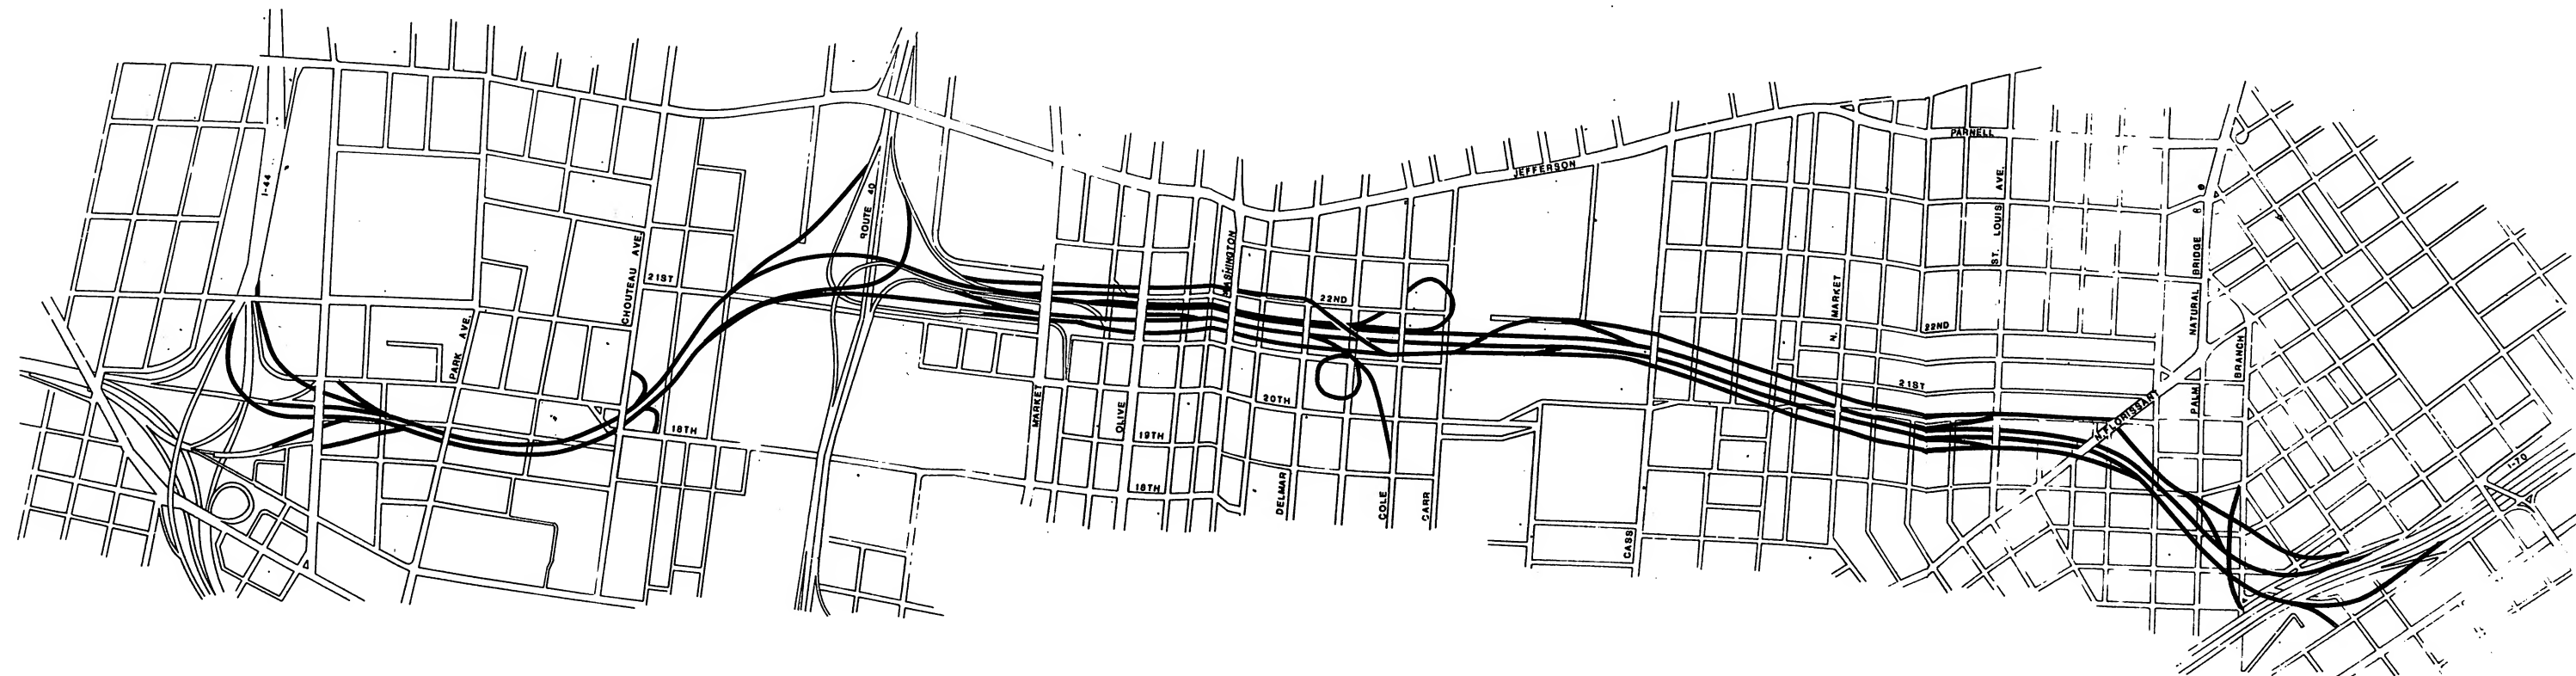 I-44
PARK AVE.
CHOUTEAU AVE.
21ST
18TH
ROUTE 40
MARKET
OLIVE
19TH
18TH
WASHINGTON
DELMAR
20TH
22ND
COLE
CARR
JEFFERSON
CASS
N. MARKET
PARNELL
ST. LOUIS AVE.
22ND
21ST
N. FLORISSANT
NATURAL BRIDGE
PALM
BRANCH
I-70